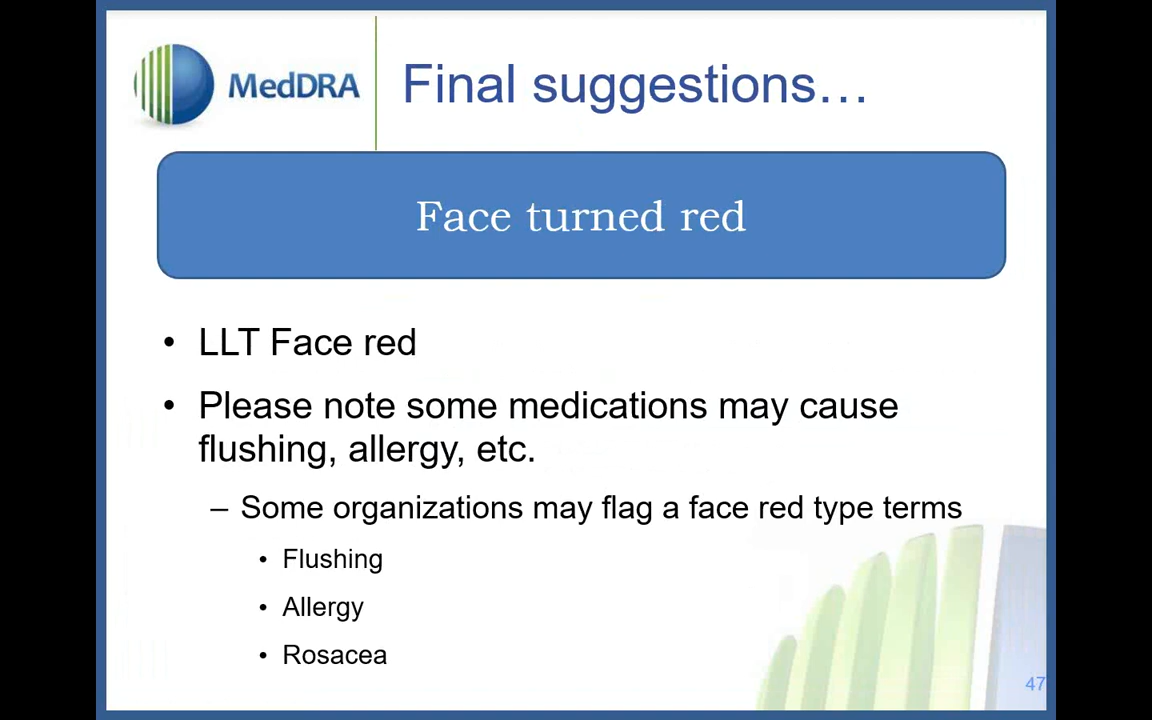 MedDRA
Final suggestions…
Face turned red
• LLT Face red
• Please note some medications may cause
flushing, allergy, etc.
– Some organizations may flag a face red type terms
• Flushing
• Allergy
• Rosacea
47